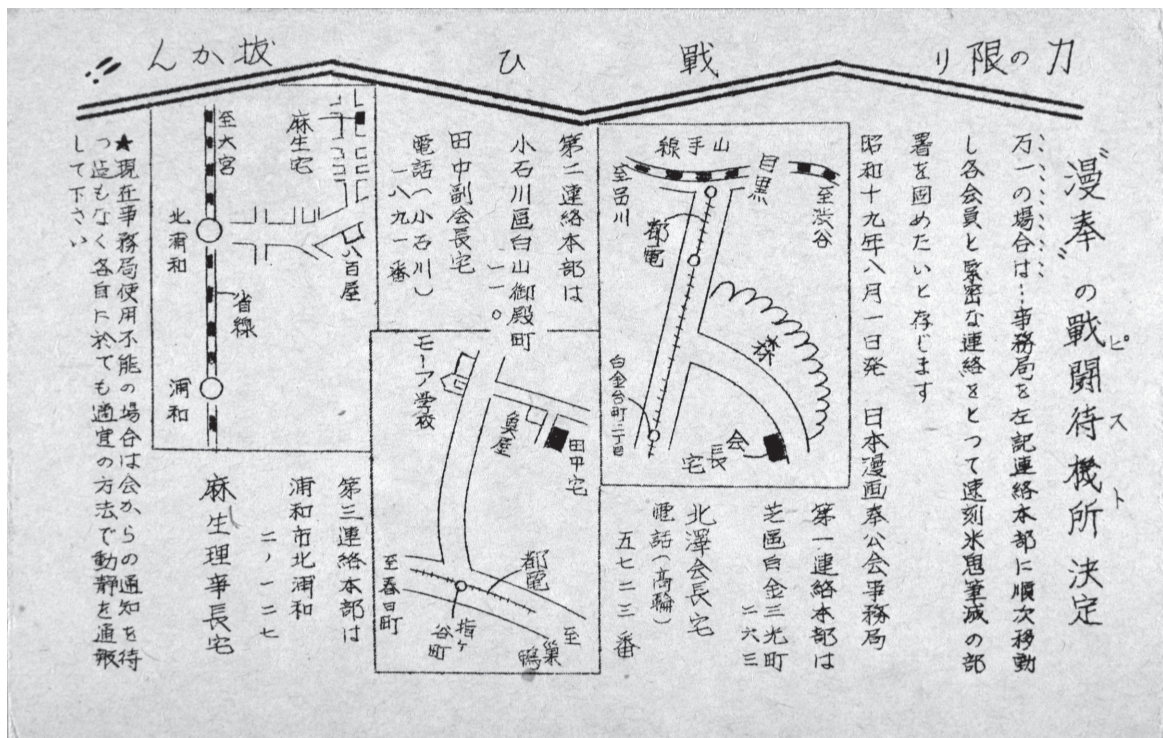 力の限り戰ひ抜かん!!
〝漫奉〟の戰闘待機所決定
ピスト
万一の場合は…事務局を左記連絡本部に順次移動
し各会員と緊密な連絡をとつて速刻米鬼筆滅の部
署を固めたいと存じます
昭和十九年八月一日発 日本漫画奉公会事務局
第一連絡本部は
芝區白金三光町
二六三
北澤会長宅
電話(高輪)
五七二三番
山手線
目黒
至品川
至渋谷
都電
森
白金台町二丁目
会長宅
第二連絡本部は
小石川區白山御殿町
一一〇
田中副会長宅
電話(小石川)
一八九一番
モーア学校
魚屋
田中宅
都電
至春日町
指ヶ谷町
至巣鴨
第三連絡本部は
浦和市北浦和
二ノ一二七
麻生理事長宅
至大宮
麻生宅
北浦和
八百屋
省線
浦和
★現在事務局使用不能の場合は会からの通知を待
つ迄もなく各自に於ても適宜の方法で動静を通報
して下さい